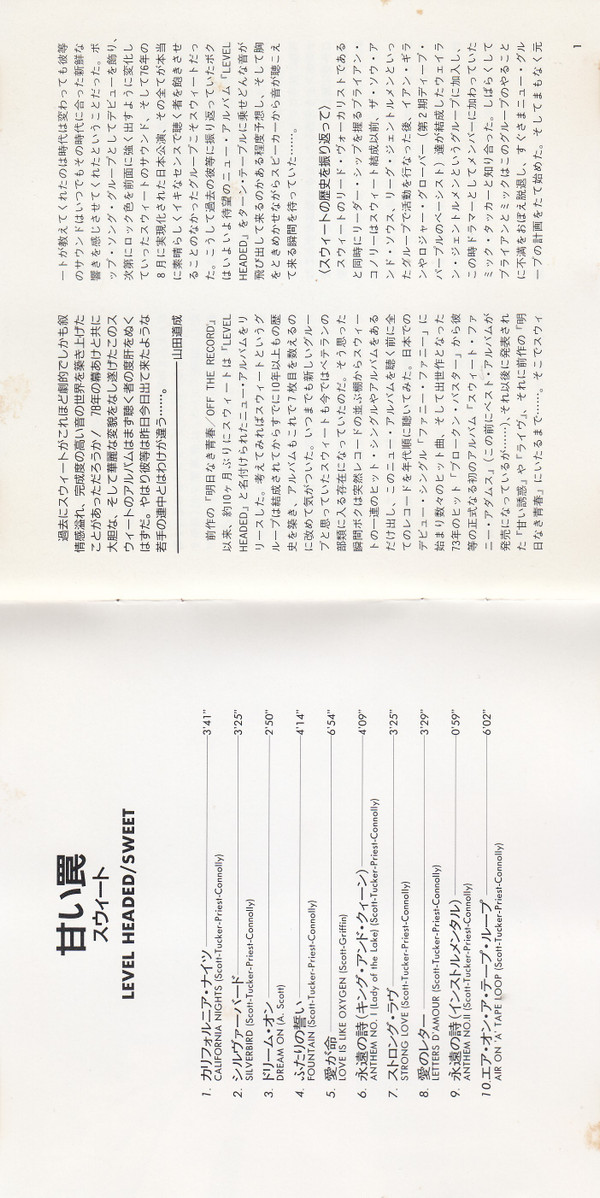 甘い罠
スウィート
LEVEL HEADED/SWEET
1. カリフォルニア・ナイツ 3'41"
CALIFORNIA NIGHTS (Scott-Tucker-Priest-Connolly)
2. シルヴァーバード 3'25"
SILVERBIRD (Scott-Tucker-Priest-Connolly)
3. ドリーム・オン 2'50"
DREAM ON (A. Scott)
4. ふたりの誓い 4'14"
FOUNTAIN (Scott-Tucker-Priest-Connolly)
5. 愛が命 6'54"
LOVE IS LIKE OXYGEN (Scott-Griffin)
6. 永遠の詩 (キング・アンド・クィーン) 4'09"
ANTHEM NO. I (Lady of the Lake) (Scott-Tucker-Priest-Connolly)
7. ストロング・ラヴ 3'25"
STRONG LOVE (Scott-Tucker-Priest-Connolly)
8. 愛のレター 3'29"
LETTERS D'AMOUR (Scott-Tucker-Priest-Connolly)
9. 永遠の詩 (インストルメンタル) 0'59"
ANTHEM NO.II (Scott-Tucker-Priest-Connolly)
10. エア・オン・ア・テープ・ループ 6'02"
AIR ON 'A' TAPE LOOP (Scott-Tucker-Priest-Connolly)
過去にスウィートがこれほど劇的でしかも叙
情感溢れ、完成度の高い音の世界を築き上げた
ことがあっただろうか! 78年の幕あけと共に
大胆な、そして華麗な変貌をなし遂げたこのス
ウィートのアルバムはまず聴く者の度肝をぬく
はずだ。やはり彼等は昨日今日出て来たような
若手の連中とはわけが違う……。
山田道成
前作の「明日なき青春／OFF THE RECORD」
以来、約10ヶ月ぶりにスウィートは「LEVEL
HEADED」と名付けられたニュー・アルバムをリ
リースした。考えてみればスウィートというグ
ループは結成されてからすでに10年以上もの歴
史を築き、アルバムもこれで7枚目を数えるの
に改めて気がついた。いつまでも新しいグルー
プと思っていたスウィートも今ではベテランの
部類に入る存在になっていたのだ。そう思った
瞬間ボクは突然レコードの並ぶ棚からスウィー
トの一連のヒット・シングルやアルバムをある
だけ出し、このニュー・アルバムを聴く前に全
てのレコードを年代順に聴いてみた。日本での
デビュー・シングル「ファニー・ファニー」に
始まり数々のヒット曲、そして出世作となった
73年のヒット「ブロックン・バスター」から彼
等の正式なる初のアルバム「スウィート・ファ
ニー・アダムス」(この前にベスト・アルバムが
発売になっているが……)、それ以後に発表され
た「甘い誘惑」や「ライヴ」、それに前作の「明
日なき青春」にいたるまで……。そこでスウィ
ートが教えてくれたのは時代は変わっても彼等
のサウンドはいつでもその時代に合った新鮮な
響きを感じさせてくれたということだった。ポ
ップ・ソング・グループとしてデビューを飾り、
次第にロック色を前面に強く出すように変化し
ていったスウィートのサウンド、そして76年の
8月に実現化された日本公演、その全てが本当
に素晴らしくイキなセンスで聴く者を飽きさせ
ることのなかったグループこそスウィートだっ
た。こうして過去の彼等に振り返っていたボク
はいよいよ待望のニュー・アルバム「LEVEL
HEADED」をターン・テーブルに乗せどんな音が
飛び出して来るのかある程度予想し、そして胸
をときめかせながらスピーカーから音が聴こえ
て来る瞬間を待っていた……。
〈スウィートの歴史を振り返って〉
スウィートのリード・ヴォーカリストである
と同時にリーダー・シップを握るブライアン・
コノリーはスウィート結成以前、ザ・ソウ・ア
ンド・ソウス、リーグ・ジェントルメンといっ
たグループで活動を行なった後、イアン・ギラ
ンやロジャー・グローバー (第2期ディープ・
パープルのベーシスト) 達が結成したウェイラ
ン・ジェントルメンというグループに加入し、
この時ドラマーとしてメンバーに加わっていた
ミック・タッカーと知り合った。しばらくして
ブライアンとミックはこのグループのやること
に不満をおぼえ脱退し、すぐさまニュー・グル
ープの計画をたて始めた。そしてまもなく元
1